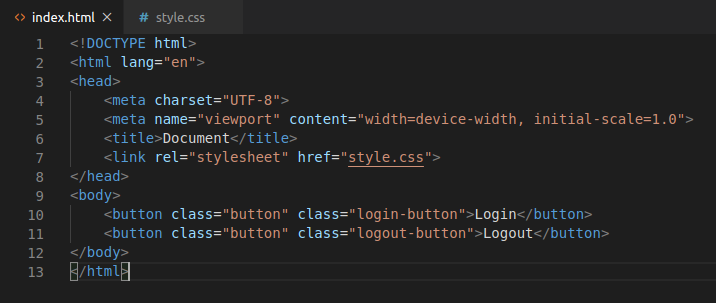 <> index.html × # style.css
1 <!DOCTYPE html>
2 <html lang="en">
3 <head>
4     <meta charset="UTF-8">
5     <meta name="viewport" content="width=device-width, initial-scale=1.0">
6     <title>Document</title>
7     <link rel="stylesheet" href="style.css">
8 </head>
9 <body>
10     <button class="button" class="login-button">Login</button>
11     <button class="button" class="logout-button">Logout</button>
12 </body>
13 </html>